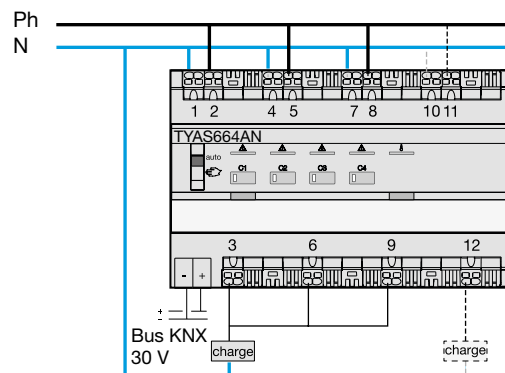 Ph
N
1 2 4 5 7 8 10 11
TYAS664AN
auto
C1 C2 C3 C4
3 6 9 12
- +
Bus KNX
30 V
charge
charge